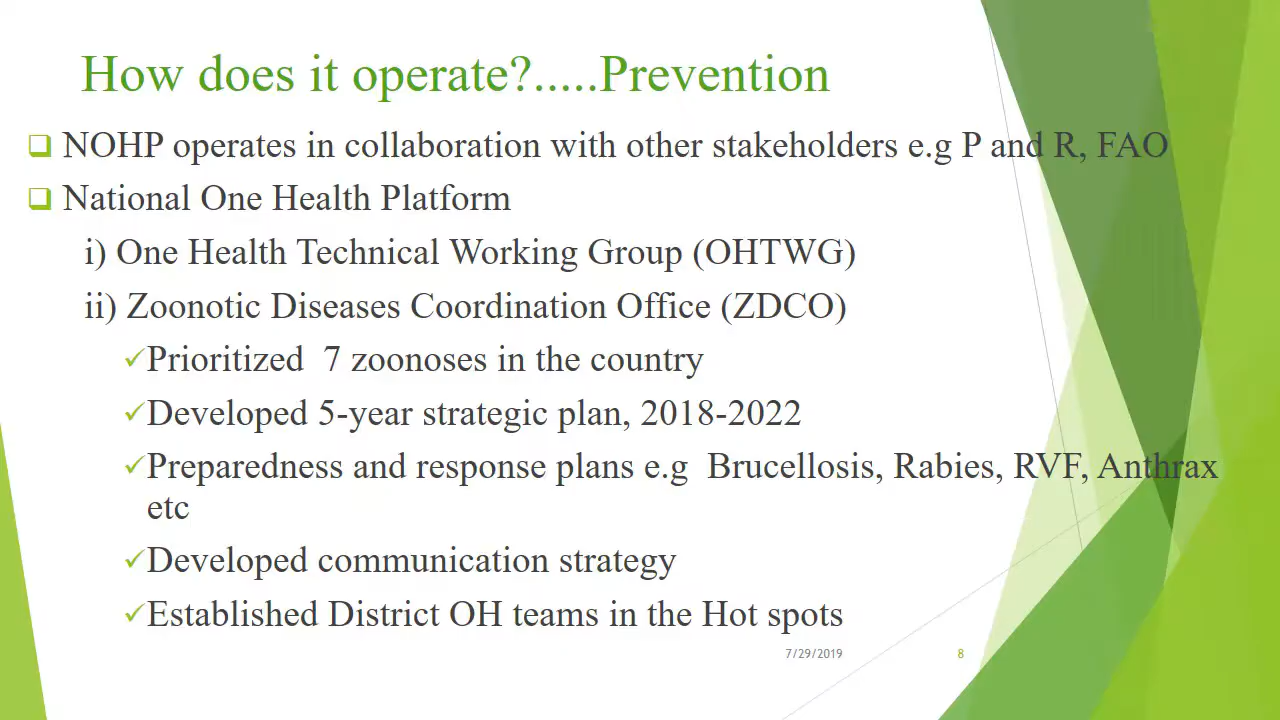 How does it operate?.....Prevention
NOHP operates in collaboration with other stakeholders e.g P and R, FAO
National One Health Platform
i) One Health Technical Working Group (OHTWG)
ii) Zoonotic Diseases Coordination Office (ZDCO)
Prioritized  7 zoonoses in the country
Developed 5-year strategic plan, 2018-2022
Preparedness and response plans e.g  Brucellosis, Rabies, RVF, Anthrax
etc
Developed communication strategy
Established District OH teams in the Hot spots
7/29/2019
8